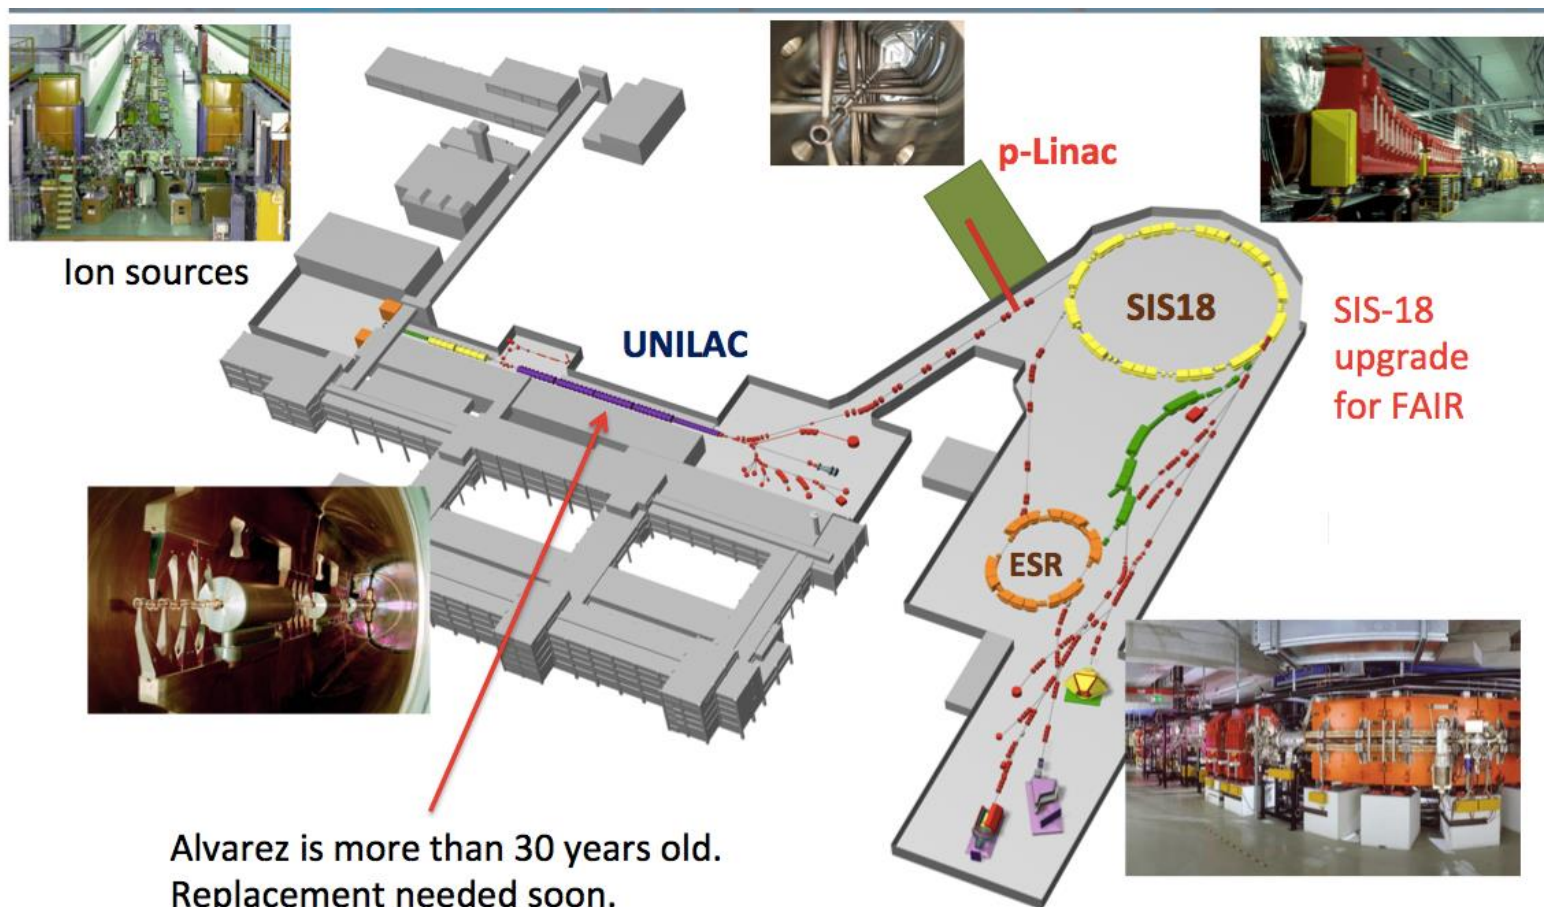 p-Linac
Ion sources
SIS18
UNILAC
SIS-18
upgrade
for FAIR
ESR
Alvarez is more than 30 years old.
Replacement needed soon.